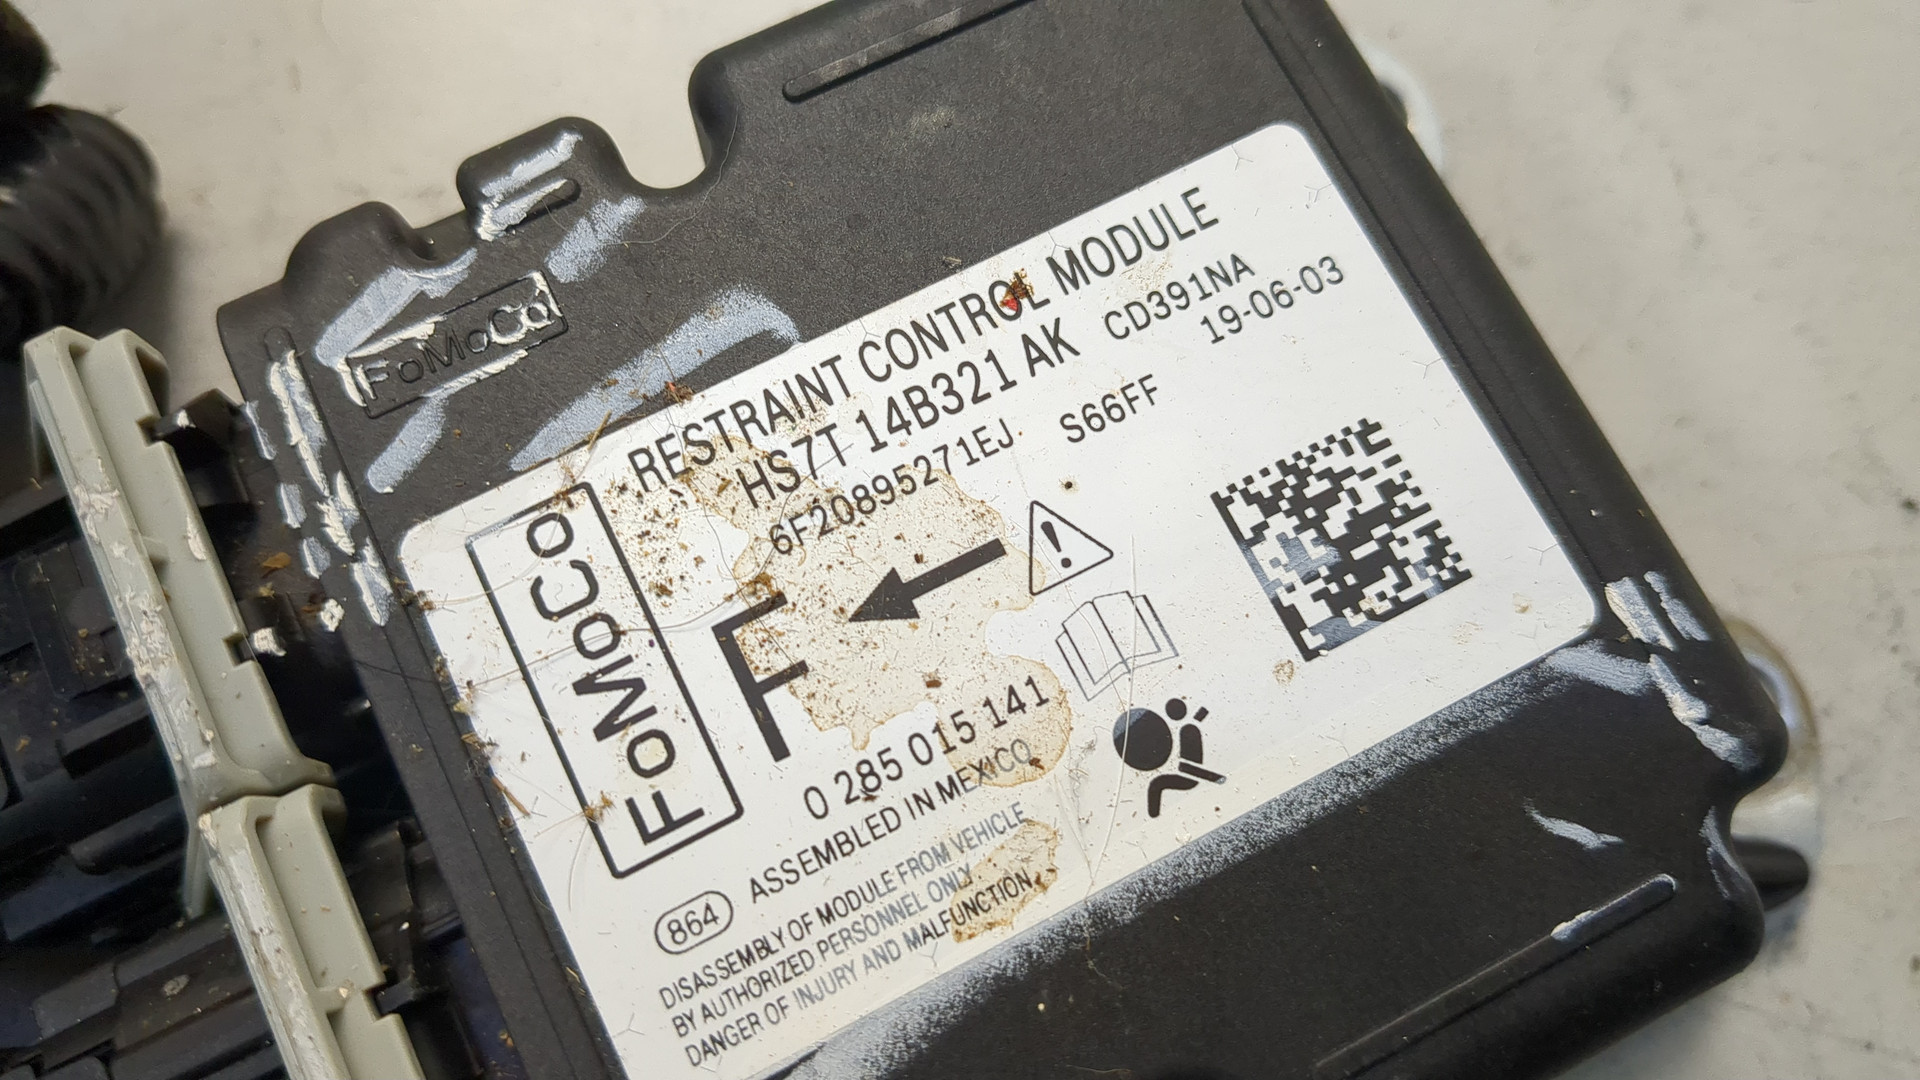 FoMoCo
RESTRAINT CONTROL MODULE
HS7T 14B321 AK CD391NA
6F20895271EJ S66FF 19-06-03
FoMoCo
F
0 285 015 141
ASSEMBLED IN MEXICO
864
DISASSEMBLY OF MODULE FROM VEHICLE
BY AUTHORIZED PERSONNEL ONLY
DANGER OF INJURY AND MALFUNCTION